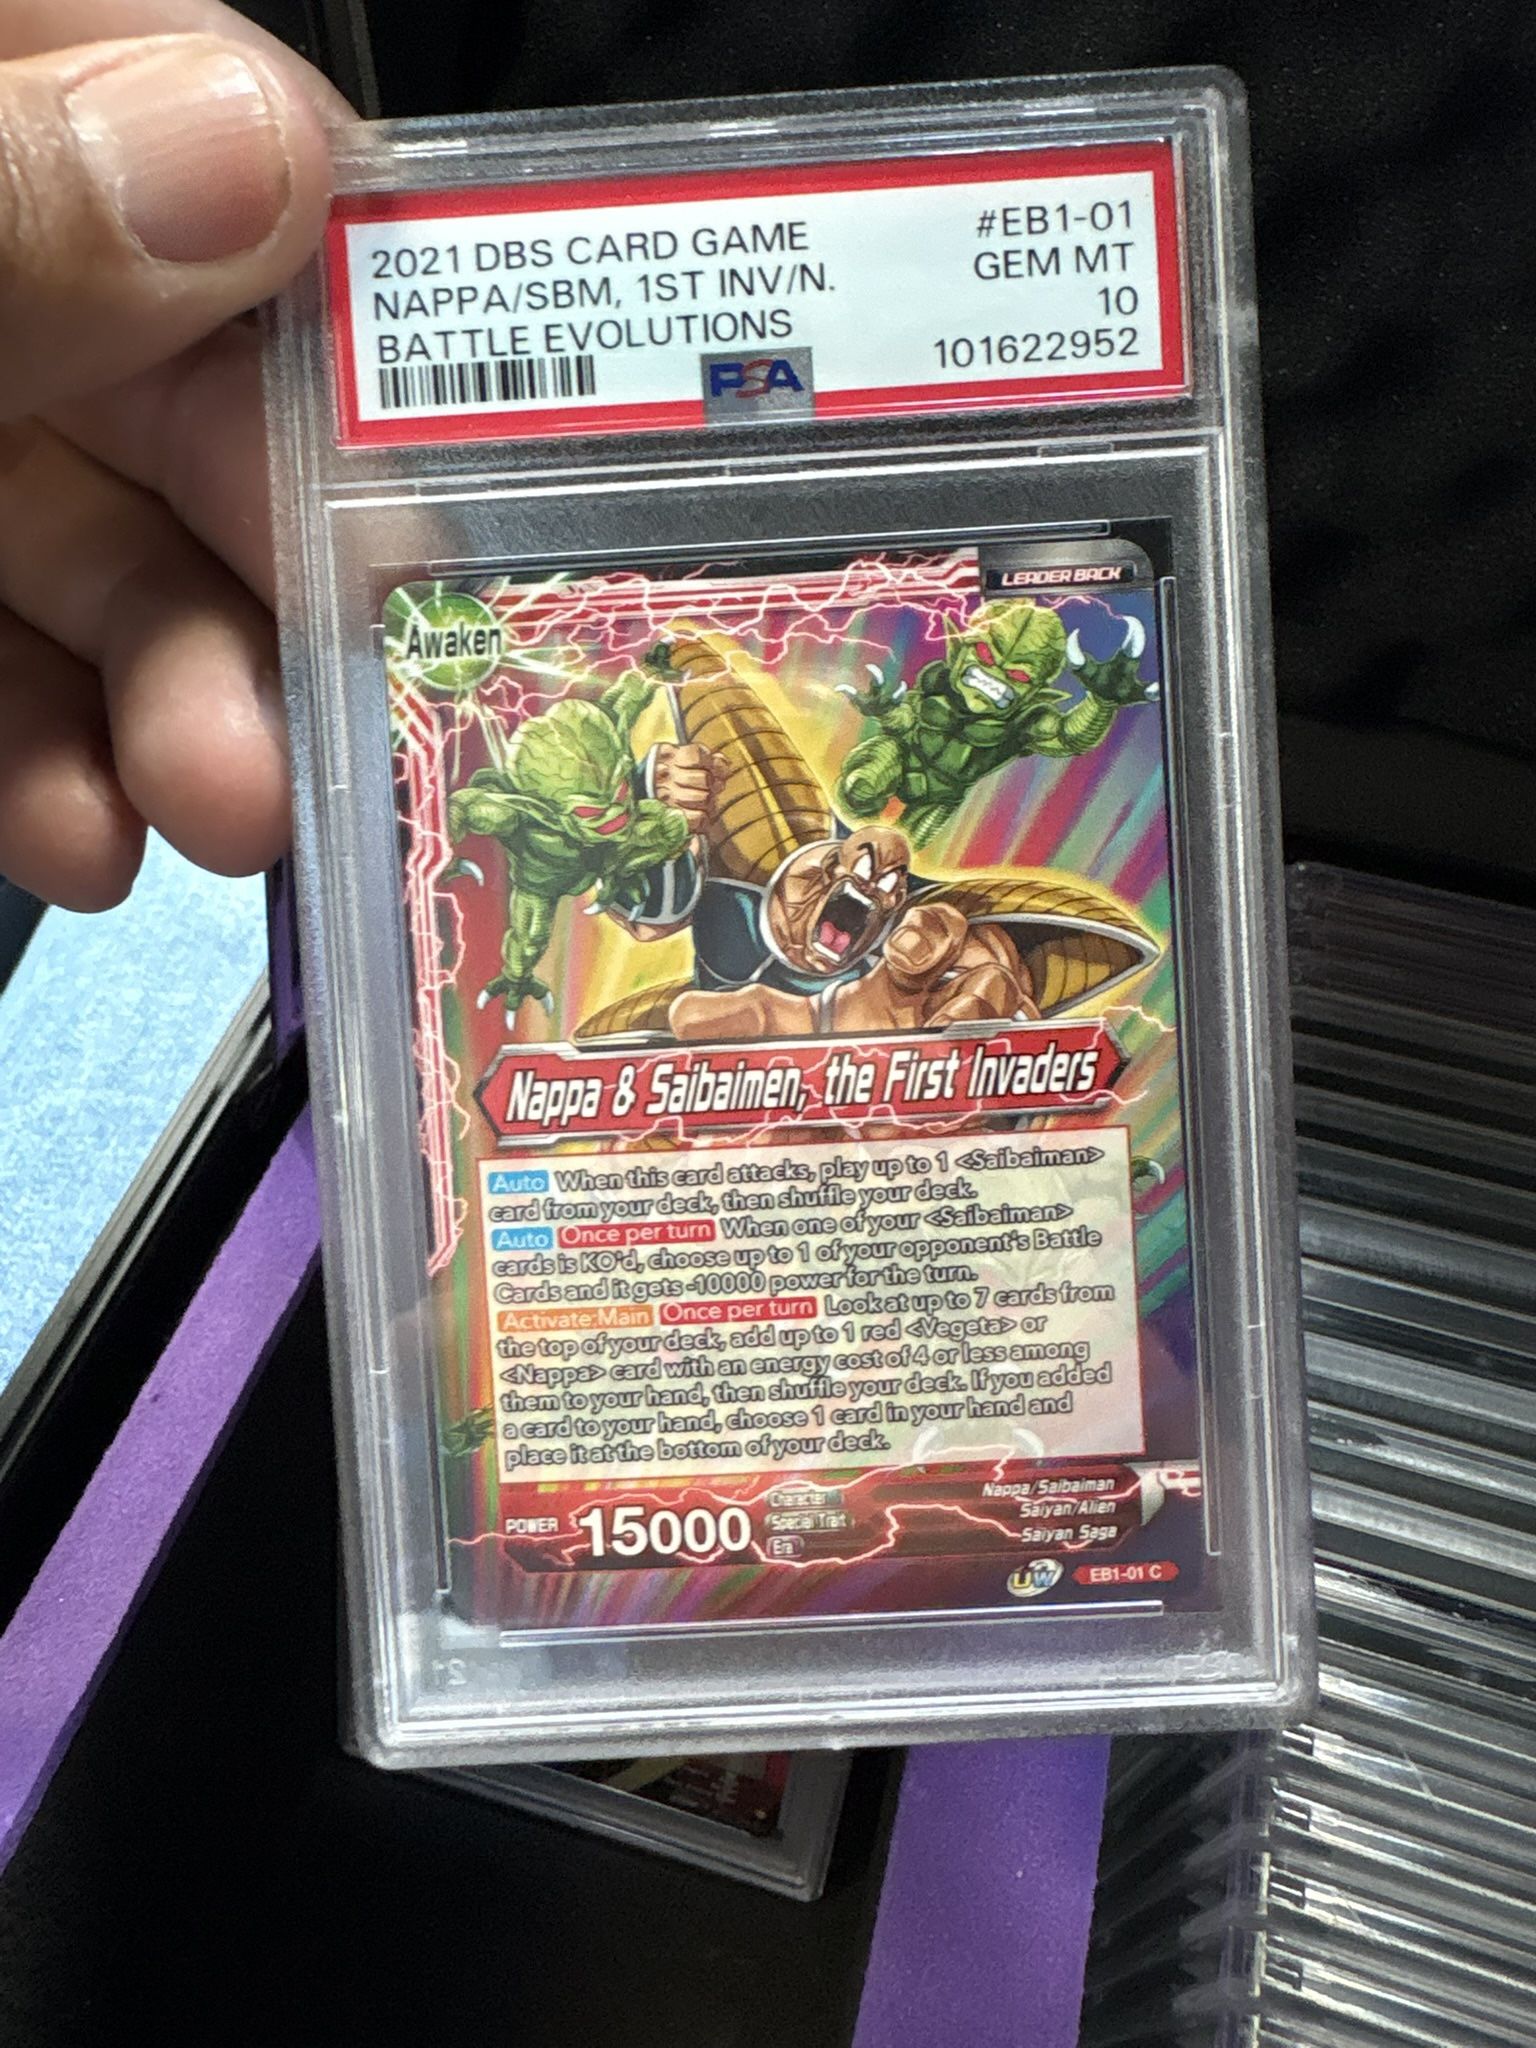 2021 DBS CARD GAME #EB1-01
NAPPA/SBM, 1ST INV/N. GEM MT
BATTLE EVOLUTIONS 10
PSA 101622952
LEADER BACK
Awaken
Nappa & Saibaimen, the First Invaders
Auto When this card attacks, play up to 1 <Saibaiman>
card from your deck, then shuffle your deck.
Auto Once per turn When one of your <Saibaiman>
cards is KO'd, choose up to 1 of your opponent's Battle
Cards and it gets -10000 power for the turn.
Activate:Main Once per turn Look at up to 7 cards from
the top of your deck, add up to 1 red <Vegeta> or
<Nappa> card with an energy cost of 4 or less among
them to your hand, then shuffle your deck. If you added
a card to your hand, choose 1 card in your hand and
place it at the bottom of your deck.
POWER 15000
Character Nappa/Saibaiman
Special Trait Saiyan/Alien
Era Saiyan Saga
UW EB1-01 C